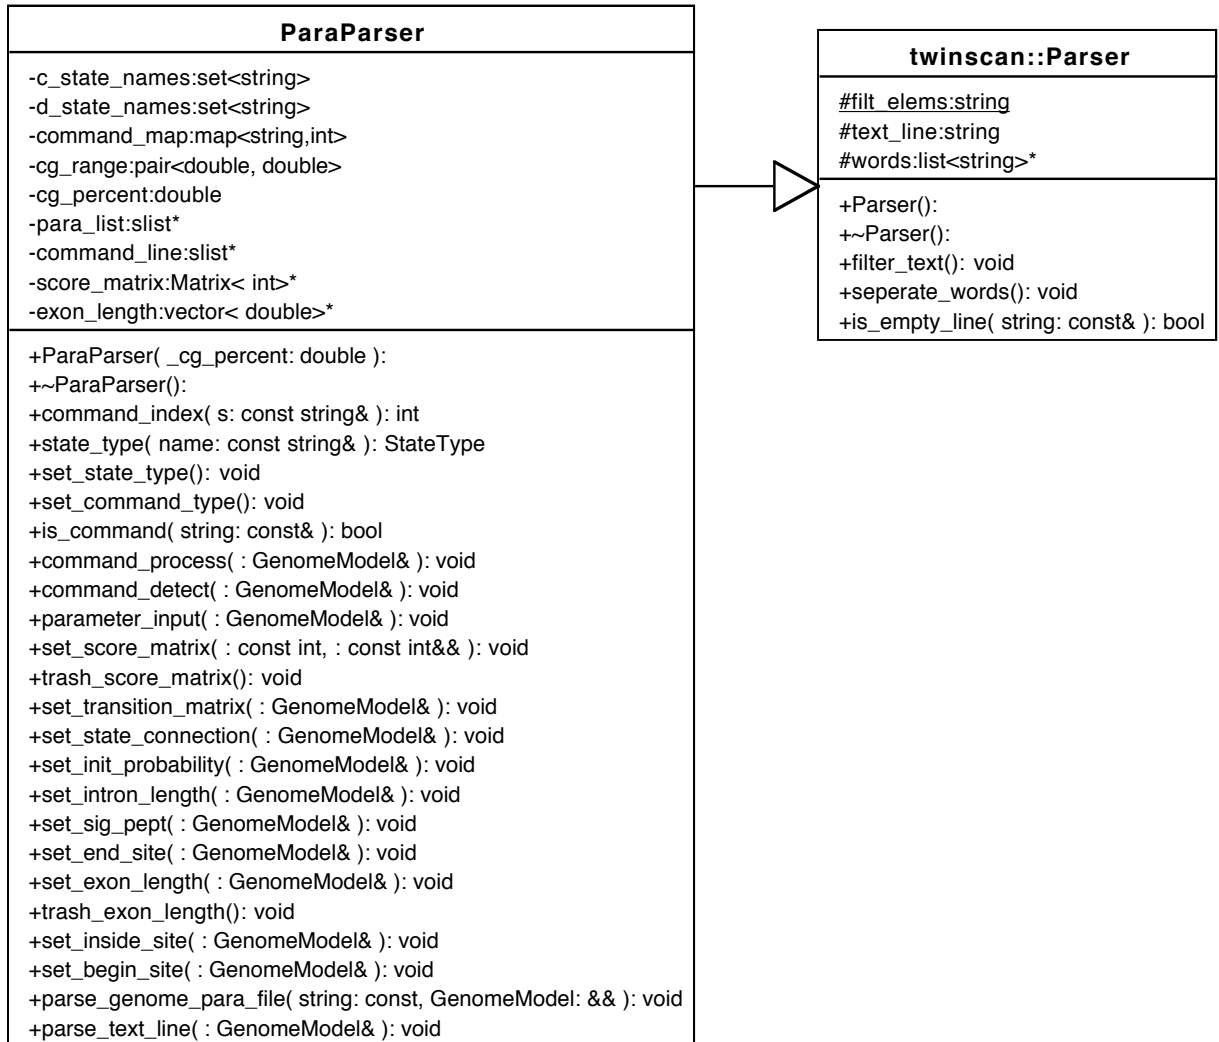 ParaParser
-c_state_names:set<string>
-d_state_names:set<string>
-command_map:map<string,int>
-cg_range:pair<double, double>
-cg_percent:double
-para_list:slist*
-command_line:slist*
-score_matrix:Matrix< int>*
-exon_length:vector< double>*
+ParaParser( _cg_percent: double ):
+~ParaParser():
+command_index( s: const string& ): int
+state_type( name: const string& ): StateType
+set_state_type(): void
+set_command_type(): void
+is_command( string: const& ): bool
+command_process( : GenomeModel& ): void
+command_detect( : GenomeModel& ): void
+parameter_input( : GenomeModel& ): void
+set_score_matrix( : const int, : const int&& ): void
+trash_score_matrix(): void
+set_transition_matrix( : GenomeModel& ): void
+set_state_connection( : GenomeModel& ): void
+set_init_probability( : GenomeModel& ): void
+set_intron_length( : GenomeModel& ): void
+set_sig_pept( : GenomeModel& ): void
+set_end_site( : GenomeModel& ): void
+set_exon_length( : GenomeModel& ): void
+trash_exon_length(): void
+set_inside_site( : GenomeModel& ): void
+set_begin_site( : GenomeModel& ): void
+parse_genome_para_file( string: const, GenomeModel: && ): void
+parse_text_line( : GenomeModel& ): void
twinscan::Parser
#filt_elems:string
#text_line:string
#words:list<string>*
+Parser():
+~Parser():
+filter_text(): void
+seperate_words(): void
+is_empty_line( string: const& ): bool